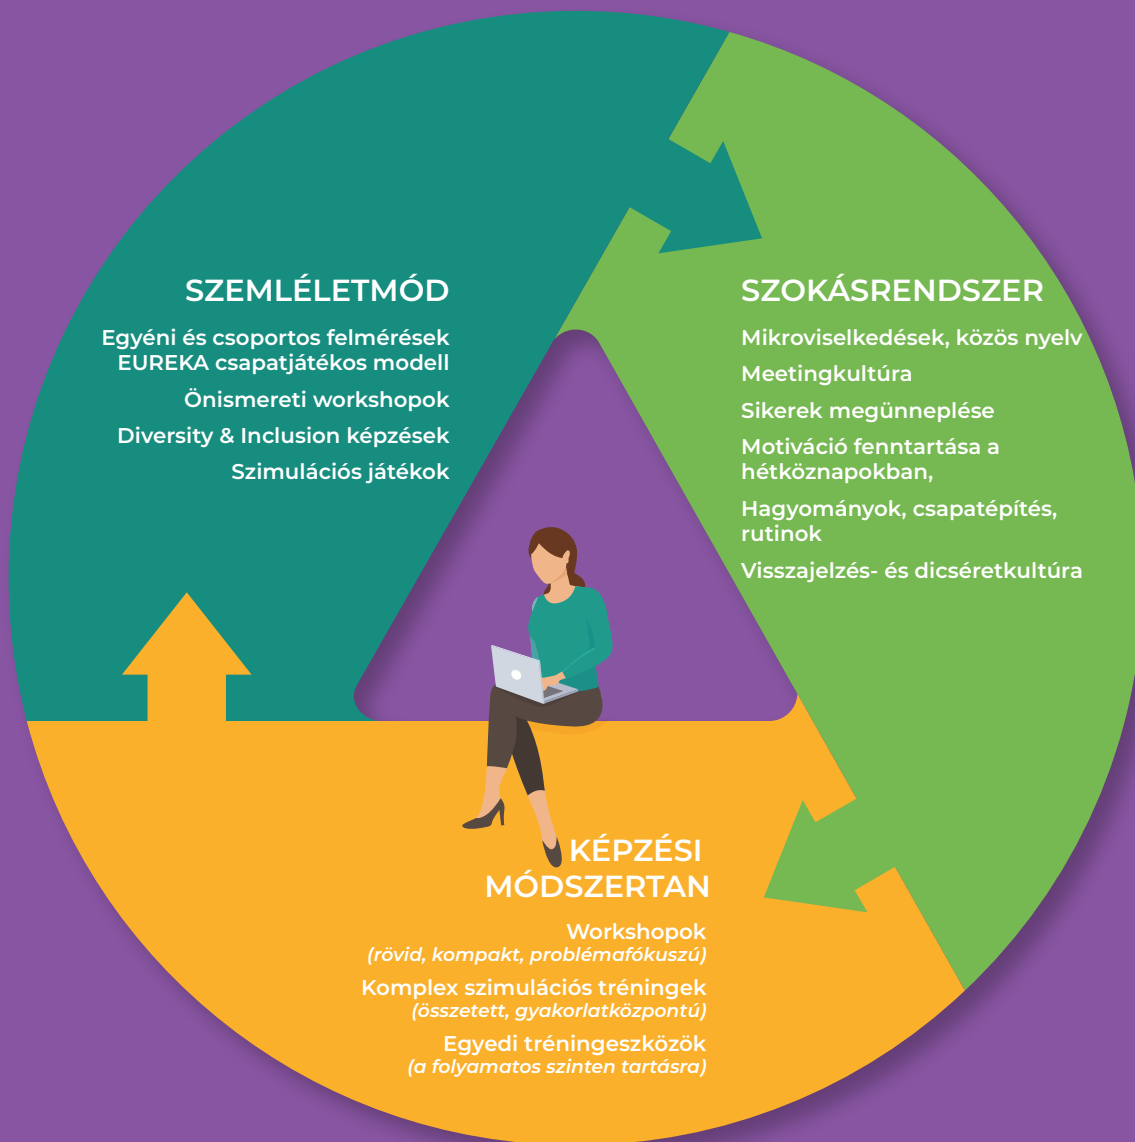 SZEMLÉLETMÓD
Egyéni és csoportos felmérések
EUREKA csapatjátékos modell
Önismereti workshopok
Diversity & Inclusion képzések
Szimulációs játékok
SZOKÁSRENDSZER
Mikroviselkedések, közös nyelv
Meetingkultúra
Sikerek megünneplése
Motiváció fenntartása a
hétköznapokban,
Hagyományok, csapatépítés,
rutinok
Visszajelzés- és dicséretkultúra
KÉPZÉSI
MÓDSZERTAN
Workshopok
(rövid, kompakt, problémafókuszú)
Komplex szimulációs tréningek
(összetett, gyakorlatközpontú)
Egyedi tréningeszközök
(a folyamatos szinten tartásra)